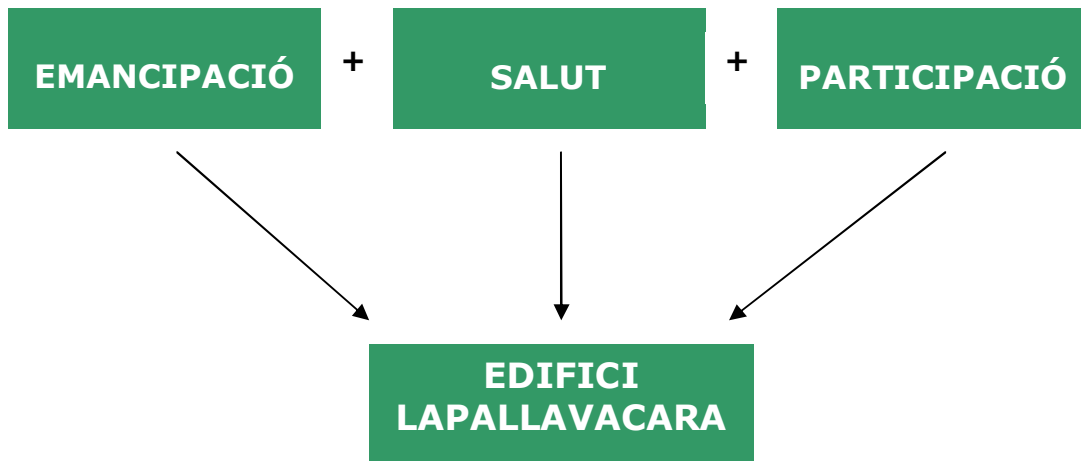 EMANCIPACIÓ + SALUT + PARTICIPACIÓ
EDIFICI
LAPALLAVACARA